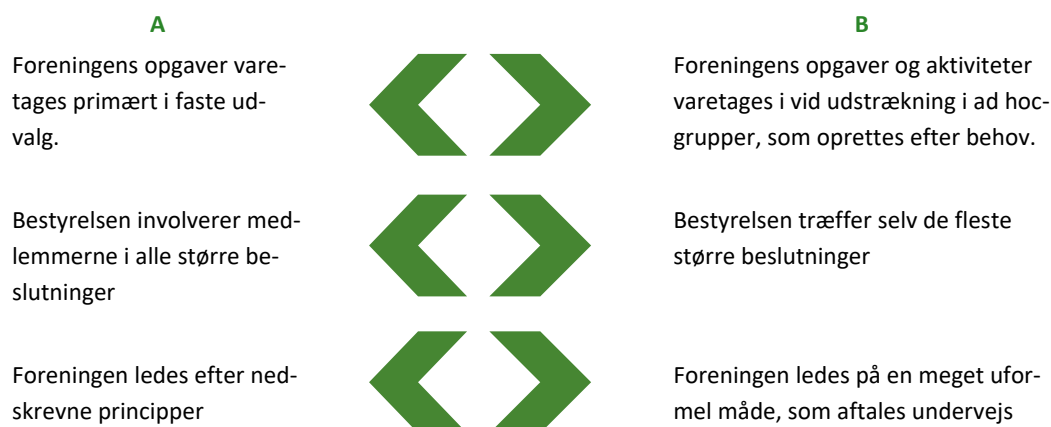 A
B
Foreningens opgaver vare-
tages primært i faste ud-
valg.
Foreningens opgaver og aktiviteter
varetages i vid udstrækning i ad hoc-
grupper, som oprettes efter behov.
Bestyrelsen involverer med-
lemmerne i alle større be-
slutninger
Bestyrelsen træffer selv de fleste
større beslutninger
Foreningen ledes efter ned-
skrevne principper
Foreningen ledes på en meget ufor-
mel måde, som aftales undervejs